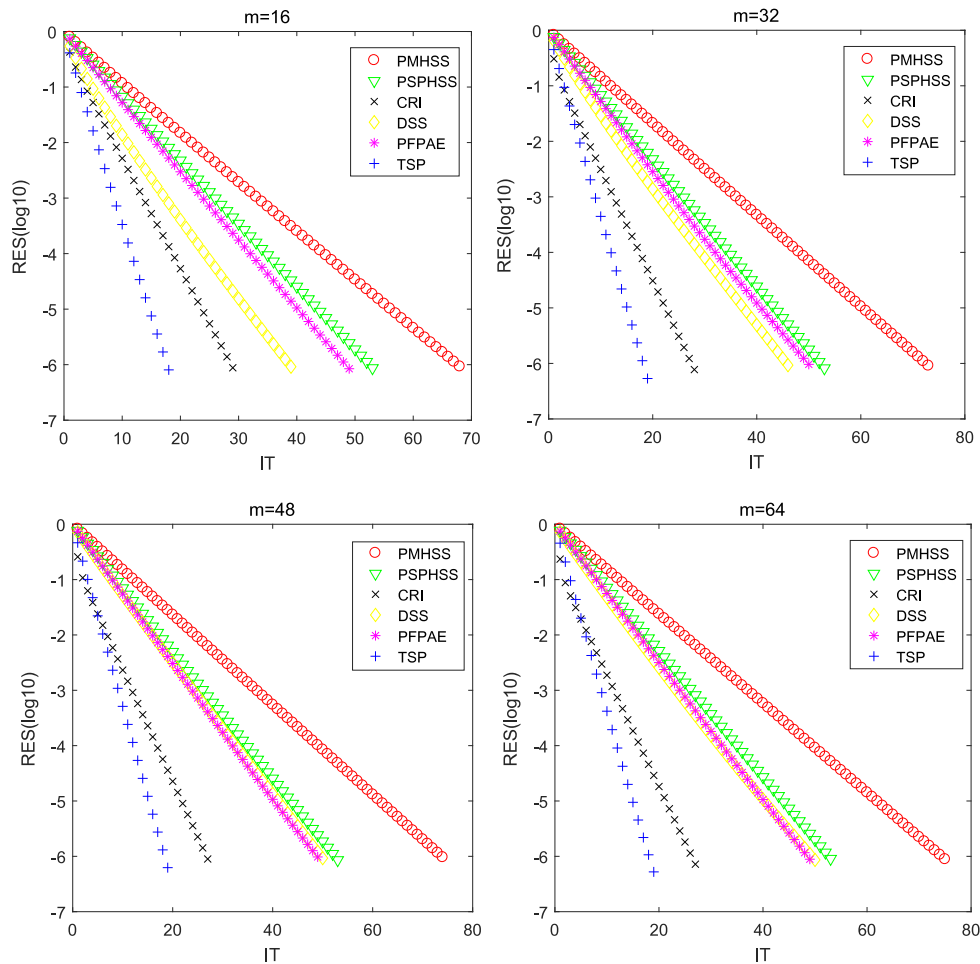 m=16
0
-1
-2
-3
-4
-5
-6
-7
RES(log10)
0 10 20 30 40 50 60 70
IT
PMHSS
PSPHSS
CRI
DSS
PFPAE
TSP
m=32
0
-1
-2
-3
-4
-5
-6
-7
RES(log10)
0 20 40 60 80
IT
PMHSS
PSPHSS
CRI
DSS
PFPAE
TSP
m=48
0
-1
-2
-3
-4
-5
-6
-7
RES(log10)
0 20 40 60 80
IT
PMHSS
PSPHSS
CRI
DSS
PFPAE
TSP
m=64
0
-1
-2
-3
-4
-5
-6
-7
RES(log10)
0 20 40 60 80
IT
PMHSS
PSPHSS
CRI
DSS
PFPAE
TSP